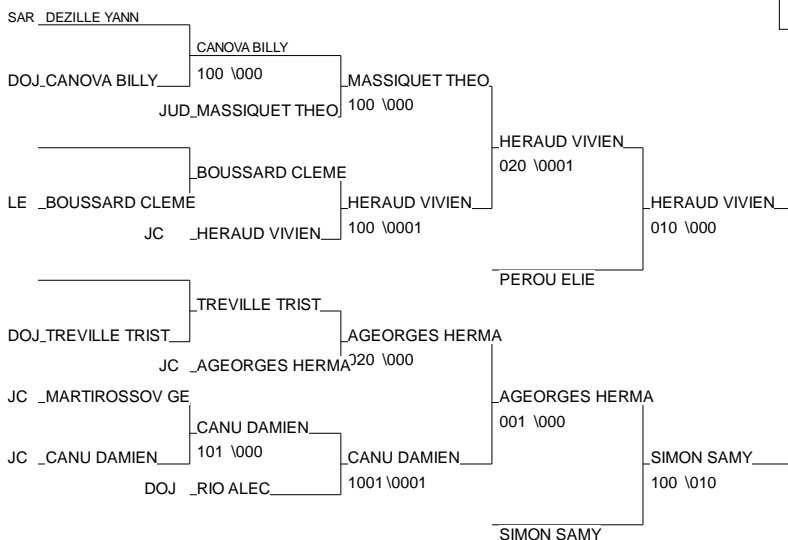 SAR DEZILLE YANN
CANOVA BILLY
100 \000
DOJ CANOVA BILLY
MASSIQUET THEO
100 \000
JUD MASSIQUET THEO
HERAUD VIVIEN
020 \0001
BOUSSARD CLEME
LE BOUSSARD CLEME
HERAUD VIVIEN
100 \0001
HERAUD VIVIEN
010 \000
JC HERAUD VIVIEN
PEROU ELIE
TREVILLE TRIST
DOJ TREVILLE TRIST
AGEORGES HERMA
020 \000
JC AGEORGES HERMA
JC MARTIROSSOV GE
AGEORGES HERMA
001 \000
CANU DAMIEN
101 \000
JC CANU DAMIEN
CANU DAMIEN
1001 \0001
SIMON SAMY
100 \010
DOJ RIO ALEC
SIMON SAMY